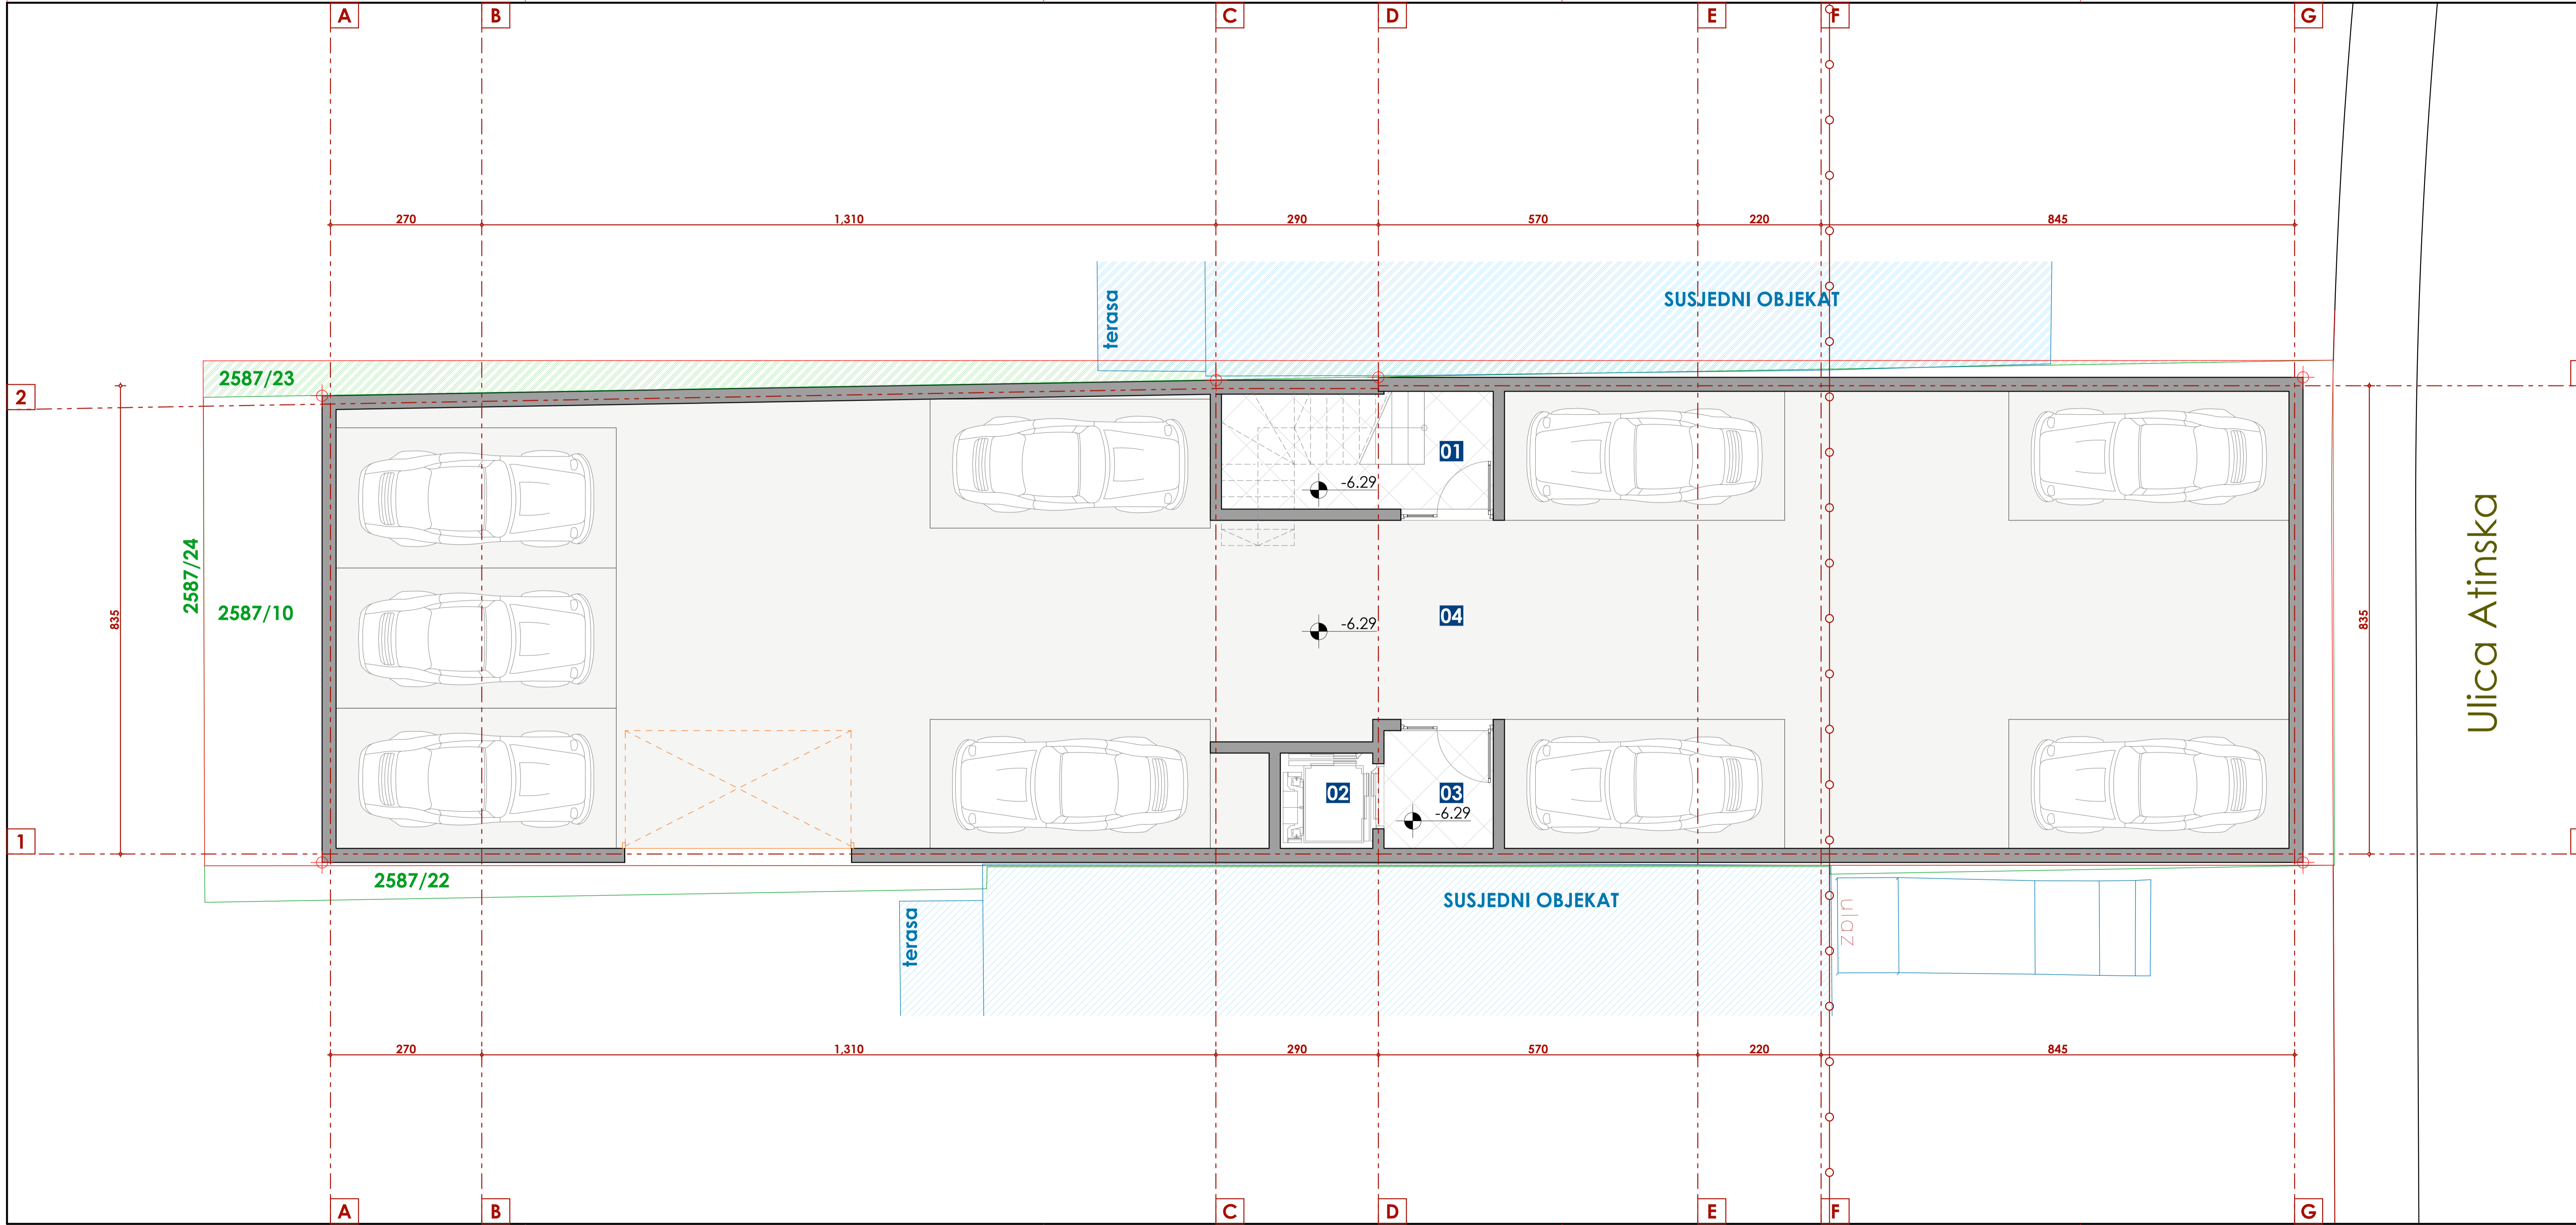 A B C D E F G
270 1,310 290 570 220 845
terasa
SUSJEDNI OBJEKAT
2587/23
2
01
-6.29
2587/24
2587/10
835
04
-6.29
835
Ulica Atinska
02
03
-6.29
1
2587/22
terasa
SUSJEDNI OBJEKAT
ulaz
270 1,310 290 570 220 845
A B C D E F G